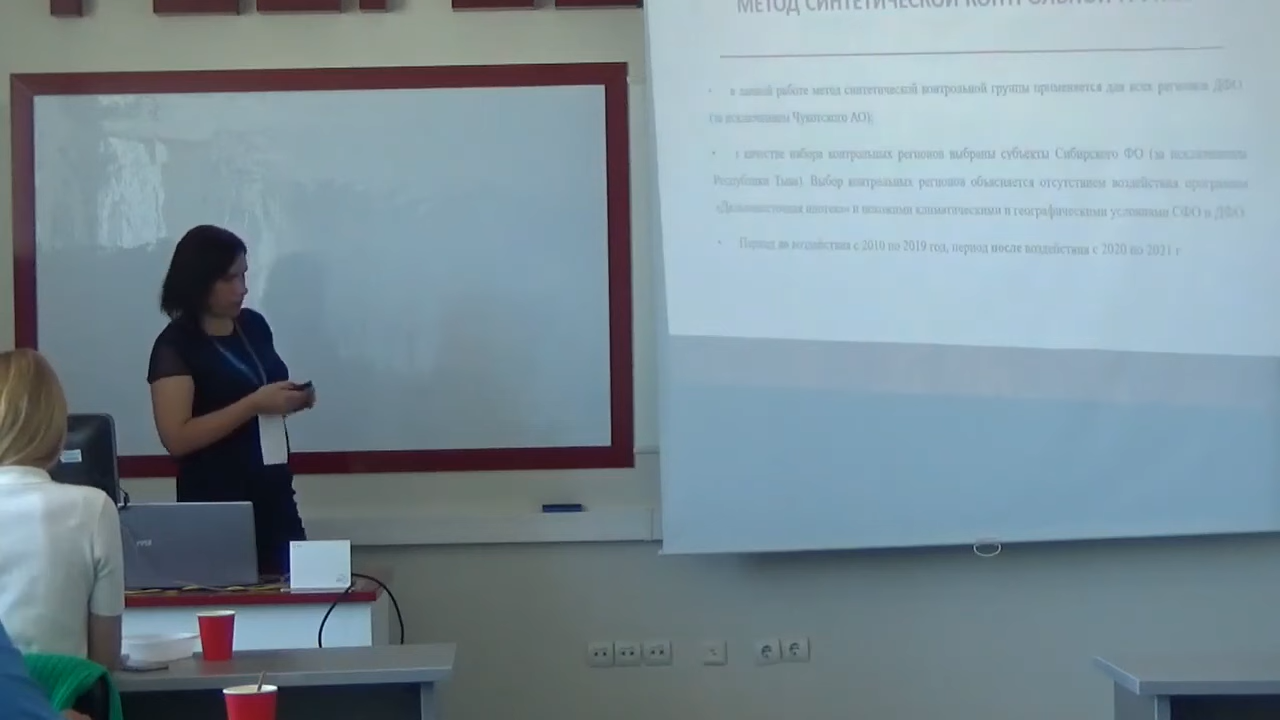 МЕТОД СИНТЕТИЧЕСКОЙ КОНТРОЛЬНОЙ
в данной работе метод синтетической контрольной группы применяется для всех регионов ДФО
(за исключением Чукотского АО);
в качестве набора контрольных регионов выбраны субъекты Сибирского ФО (за исключением
Республики Тыва). Выбор контрольных регионов объясняется отсутствием воздействия программы
«Дальневосточная ипотека» и похожими климатическими и географическими условиями СФО и ДФО.
Период до воздействия с 2010 по 2019 год, период после воздействия с 2020 по 2021 г